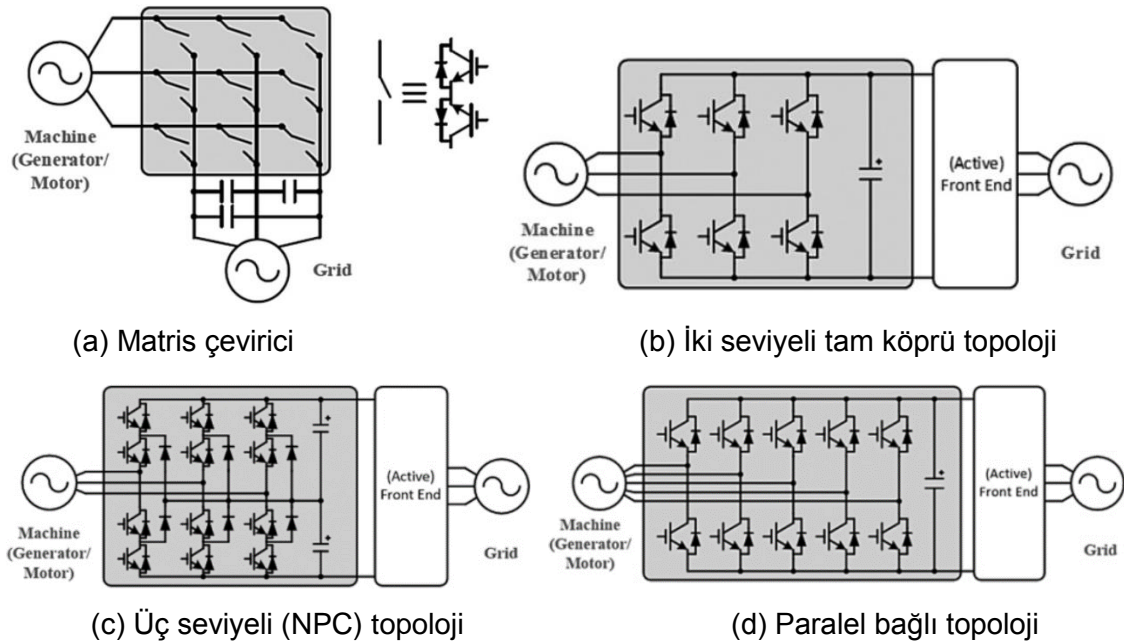 Machine
(Generator/
Motor)
Grid
(a) Matris çevirici
Machine
(Generator/
Motor)
(Active)
Front End
Grid
(b) İki seviyeli tam köprü topoloji
Machine
(Generator/
Motor)
(Active)
Front End
Grid
(c) Üç seviyeli (NPC) topoloji
Machine
(Generator/
Motor)
(Active)
Front End
Grid
(d) Paralel bağlı topoloji